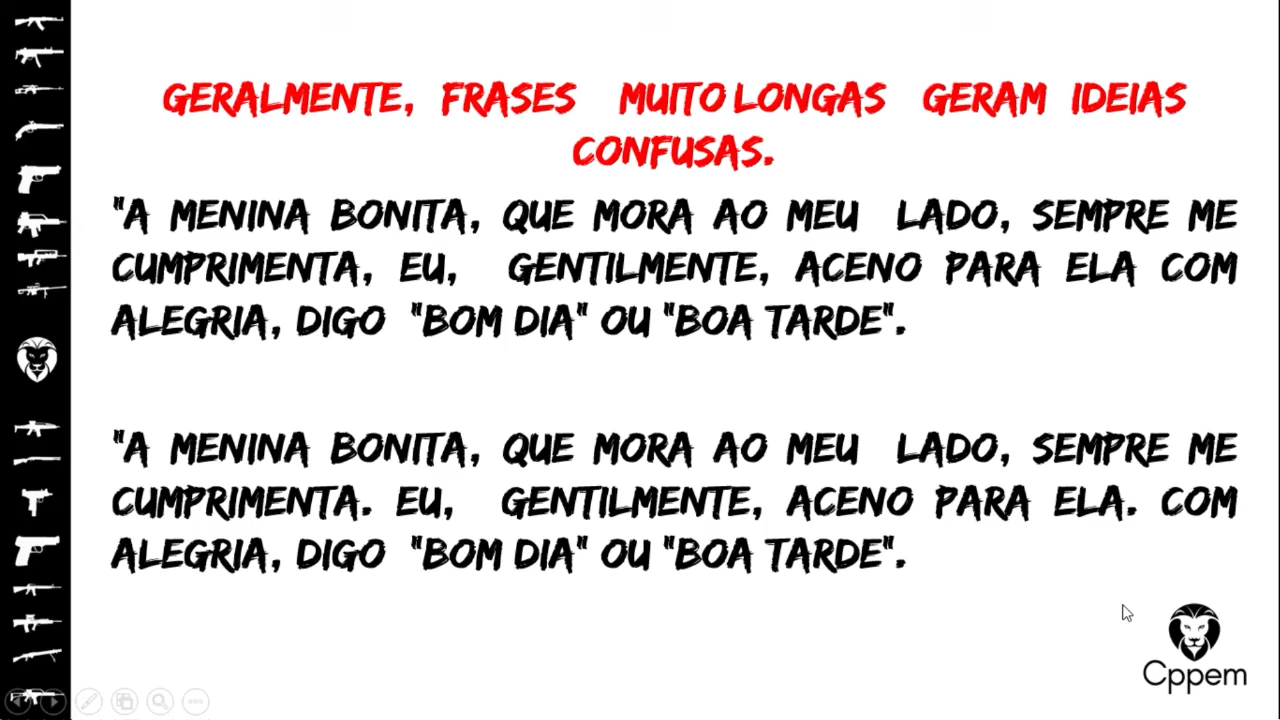 GERALMENTE, FRASES MUITO LONGAS GERAM IDEIAS
CONFUSAS.
"A MENINA BONITA, QUE MORA AO MEU LADO, SEMPRE ME
CUMPRIMENTA, EU, GENTILMENTE, ACENO PARA ELA COM
ALEGRIA, DIGO "BOM DIA" OU "BOA TARDE".
"A MENINA BONITA, QUE MORA AO MEU LADO, SEMPRE ME
CUMPRIMENTA. EU, GENTILMENTE, ACENO PARA ELA. COM
ALEGRIA, DIGO "BOM DIA" OU "BOA TARDE".
Cppem